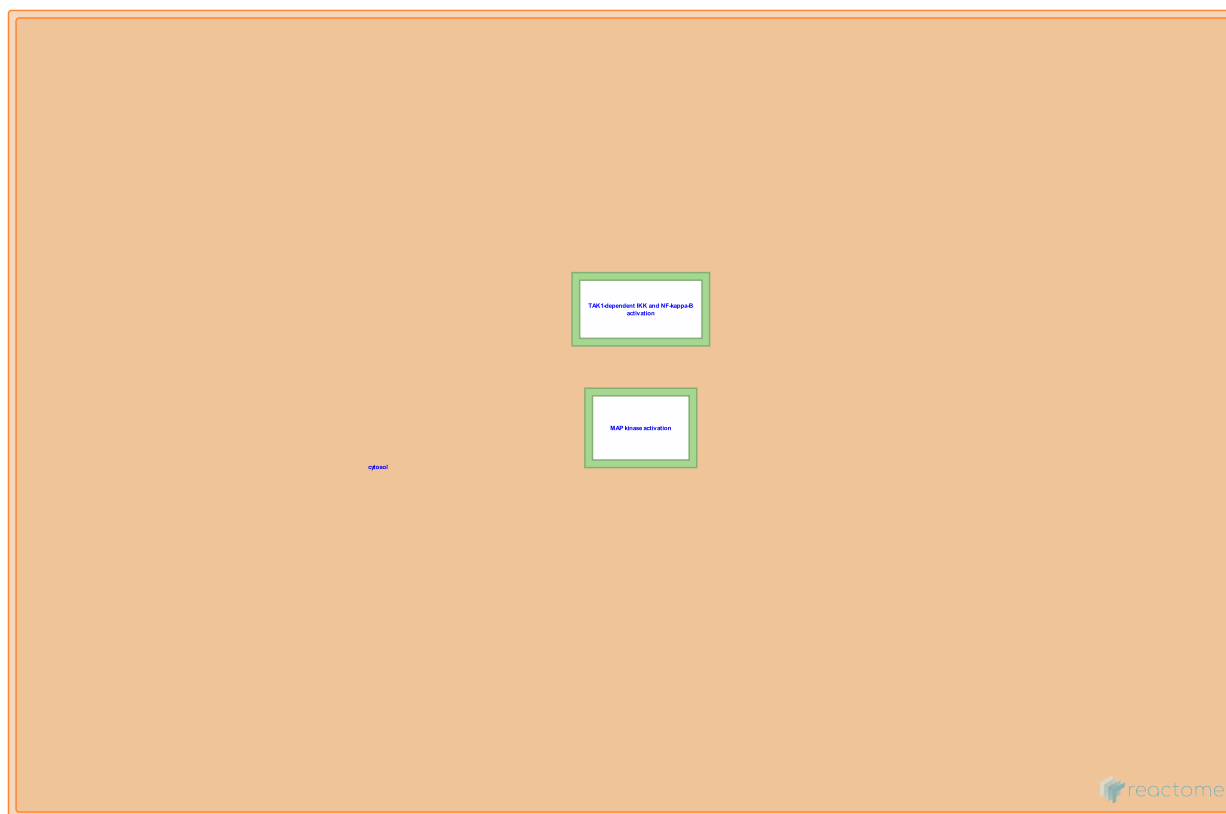 TAK1-dependent IKK and NF-kappa-B
activation
MAP kinase activation
cytosol
reactome